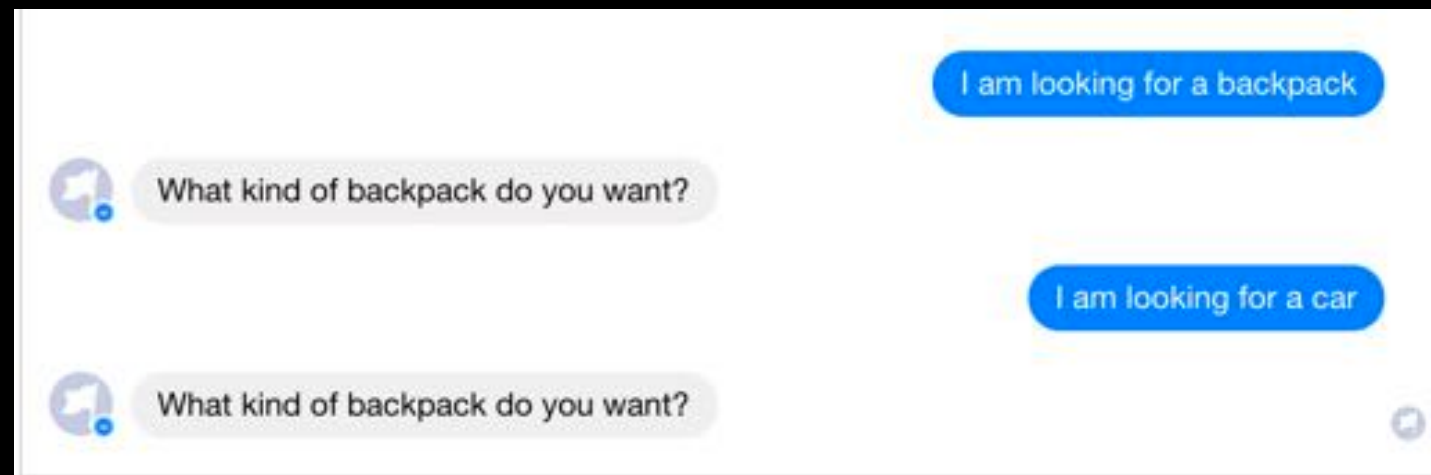 I am looking for a backpack
What kind of backpack do you want?
I am looking for a car
What kind of backpack do you want?